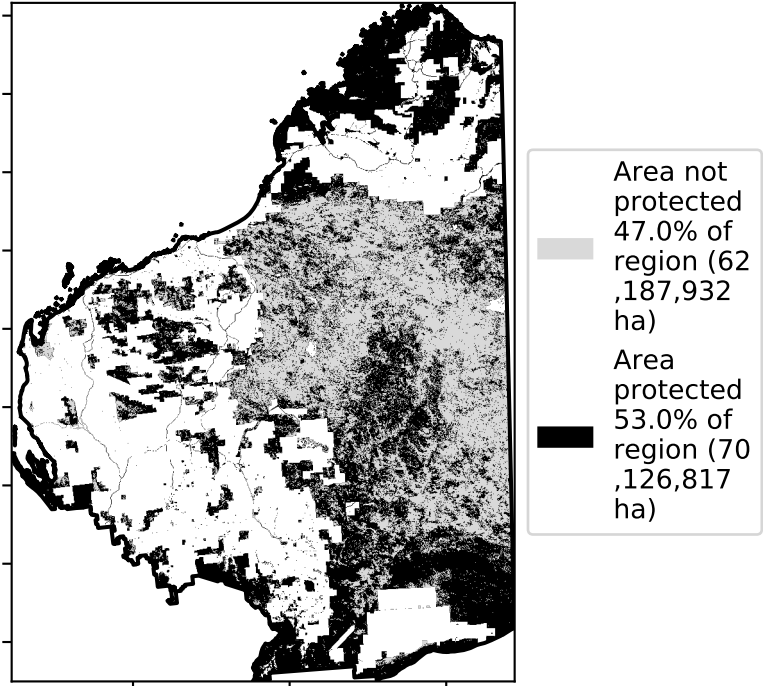 Area not
protected
47.0% of
region (62
,187,932
ha)
Area
protected
53.0% of
region (70
,126,817
ha)